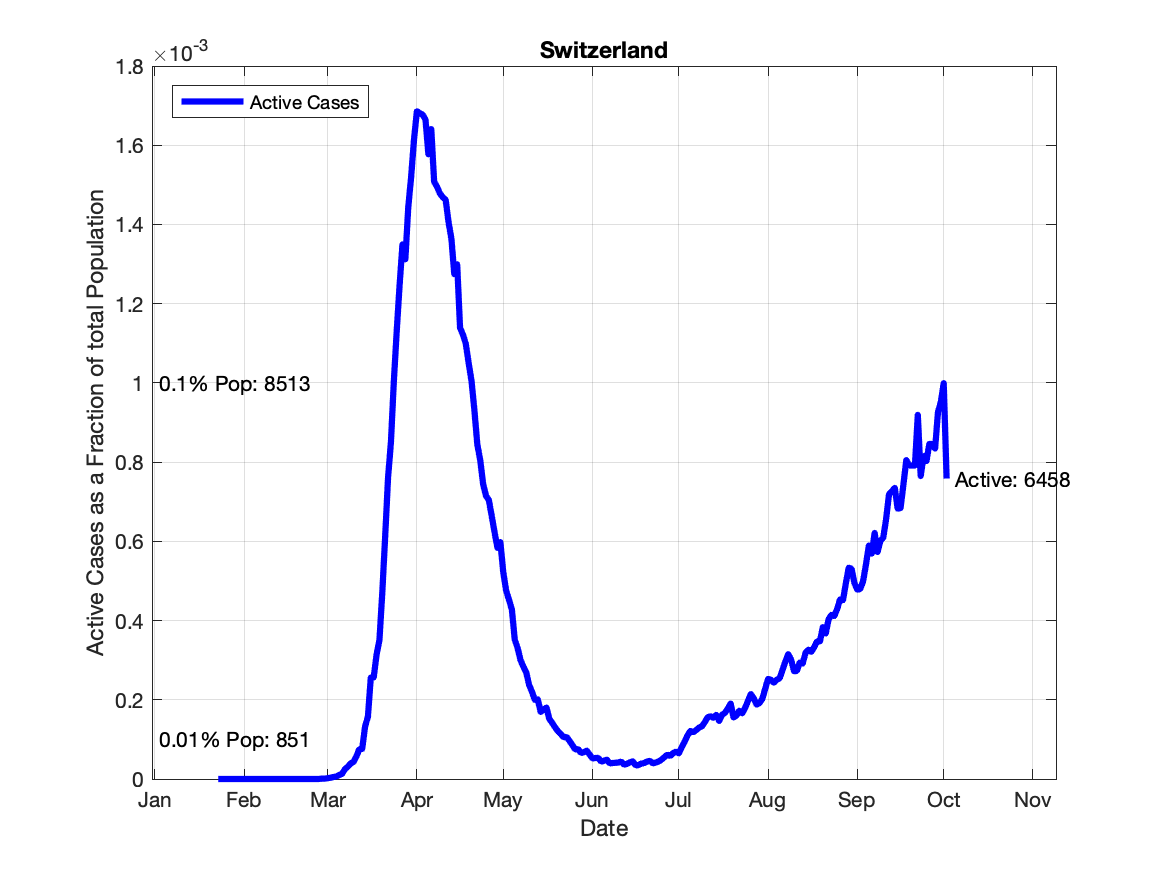 Switzerland
×10-3
Active Cases
1.8
1.6
1.4
1.2
1
0.8
0.6
0.4
0.2
0
Active Cases as a Fraction of total Population
0.1% Pop: 8513
0.01% Pop: 851
Active: 6458
Jan Feb Mar Apr May Jun Jul Aug Sep Oct Nov
Date